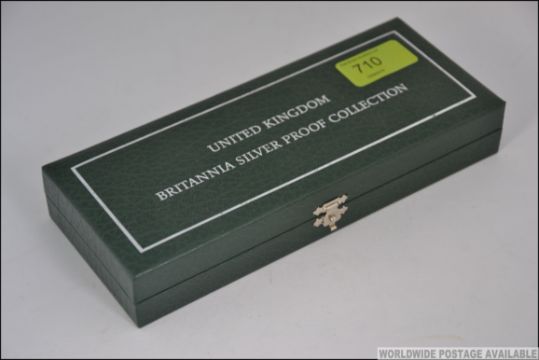 710
UNITED KINGDOM
BRITANNIA SILVER PROOF COLLECTION
WORLDWIDE POSTAGE AVAILABLE